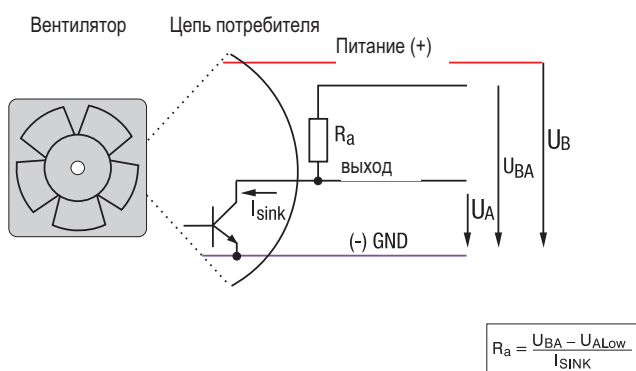 Вентилятор
Цепь потребителя
Питание (+)
Ra
выход
Isink
UA
UBA
UB
(-) GND
Ra = UBA – UALow / ISINK